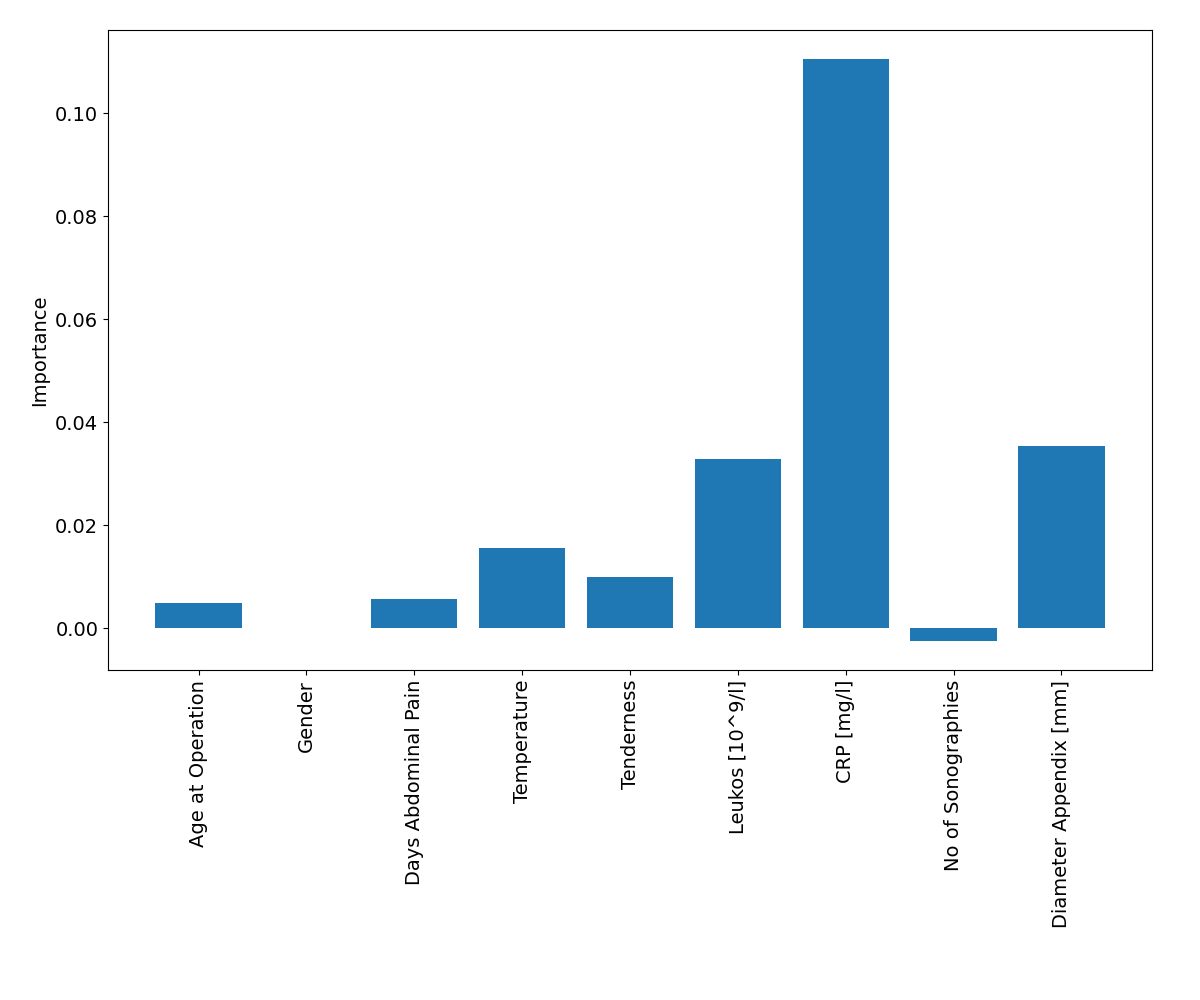 Importance
0.10
0.08
0.06
0.04
0.02
0.00
Age at Operation
Gender
Days Abdominal Pain
Temperature
Tenderness
Leukos [10^9/l]
CRP [mg/l]
No of Sonographies
Diameter Appendix [mm]